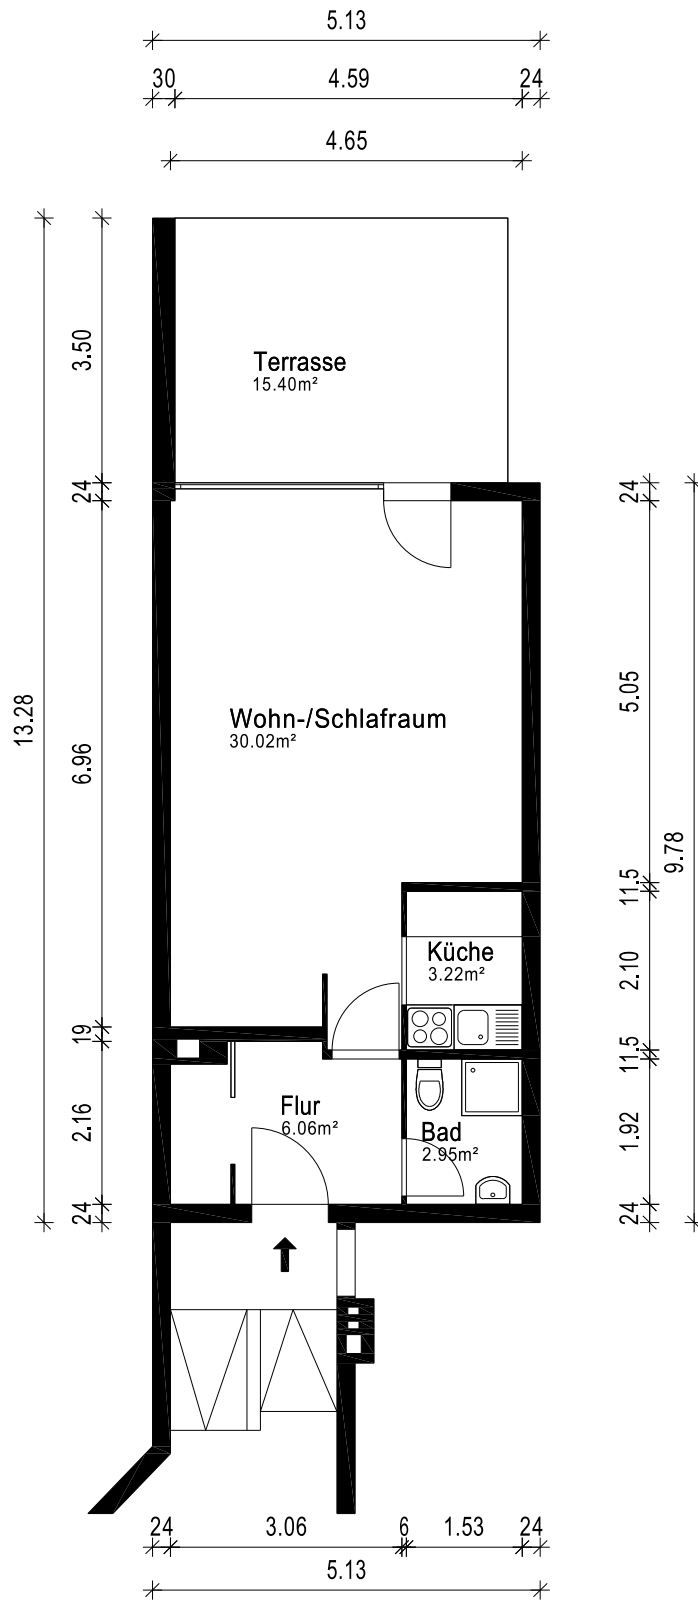 5.13
30 4.59 24
4.65
3.50
Terrasse
15.40m²
24
24
13.28
6.96
5.05
9.78
Wohn-/Schlafraum
30.02m²
11.5
Küche
3.22m²
2.10
19
11.5
Flur
6.06m²
2.16
Bad
2.95m²
1.92
24
24
24 3.06 6 1.53 24
5.13